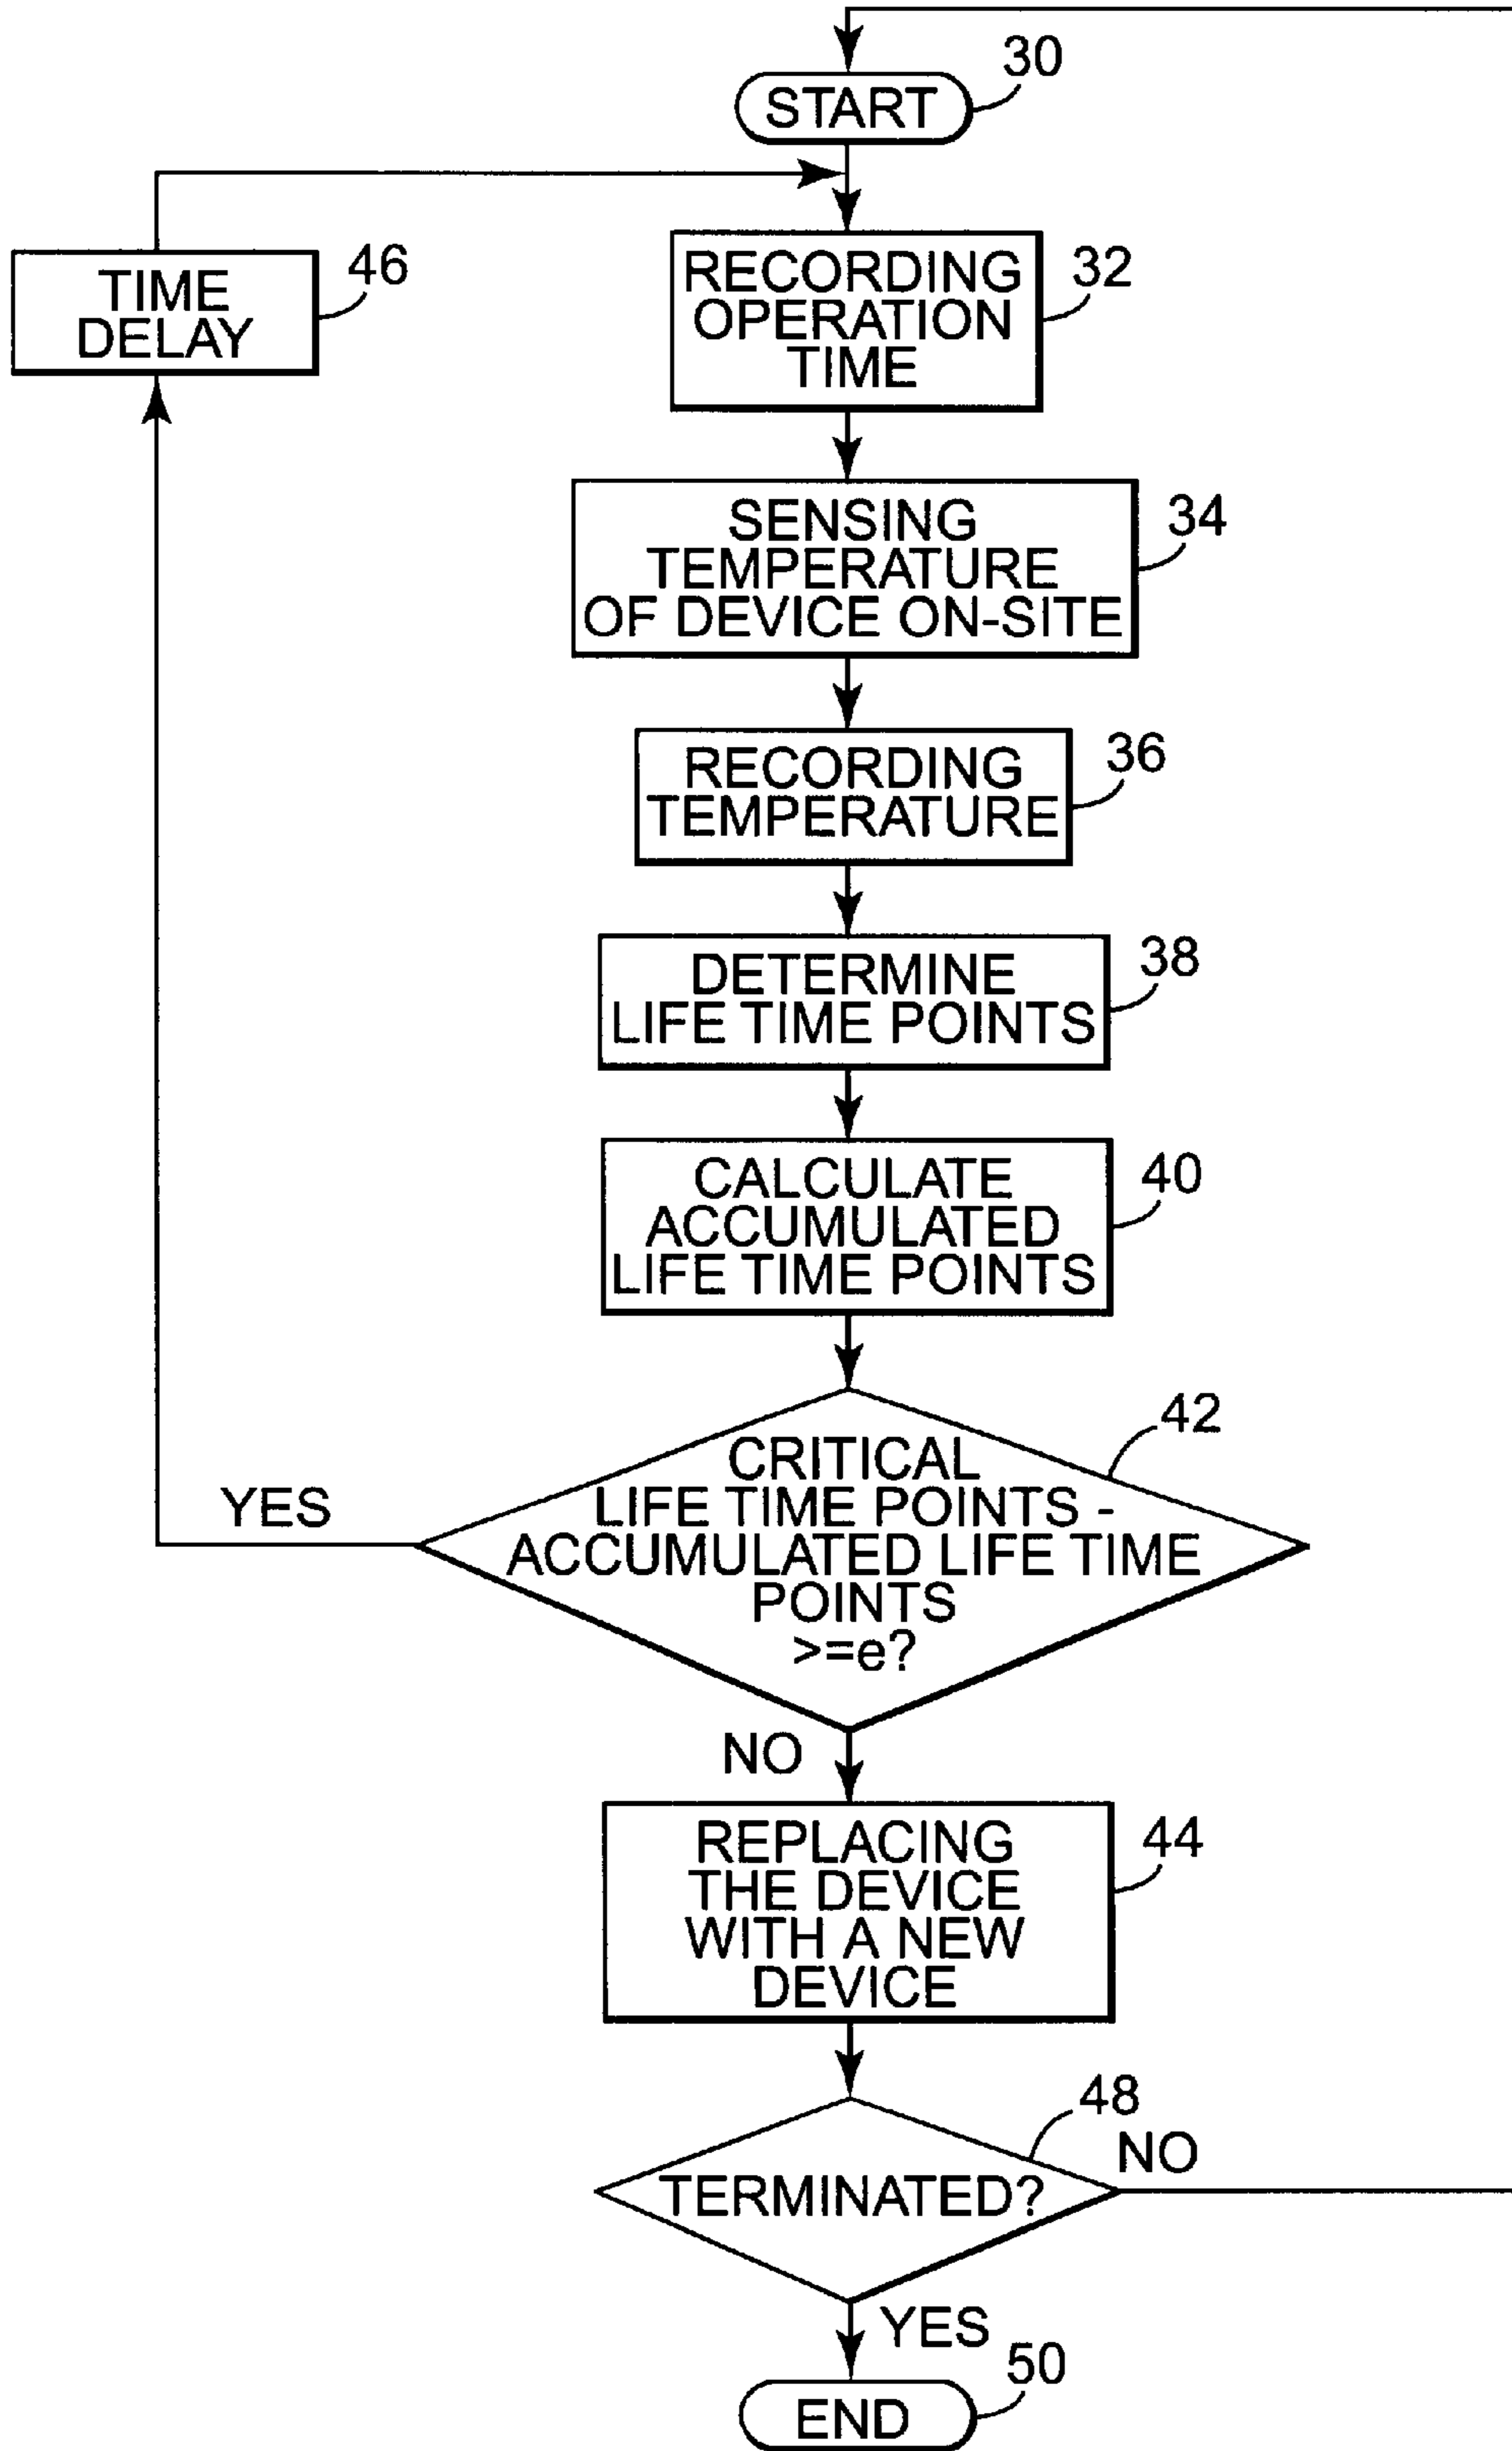 30
START
46
TIME
DELAY
32
RECORDING
OPERATION
TIME
34
SENSING
TEMPERATURE
OF DEVICE ON-SITE
36
RECORDING
TEMPERATURE
38
DETERMINE
LIFE TIME POINTS
40
CALCULATE
ACCUMULATED
LIFE TIME POINTS
42
CRITICAL
LIFE TIME POINTS -
ACCUMULATED LIFE TIME
POINTS
>=e?
YES
NO
44
REPLACING
THE DEVICE
WITH A NEW
DEVICE
48
NO
TERMINATED?
YES
50
END